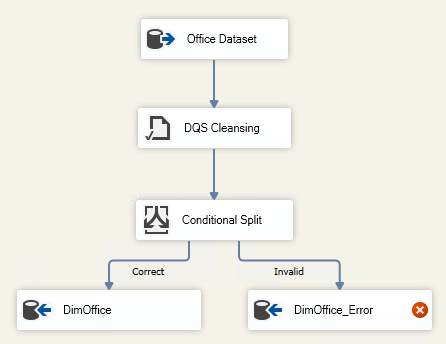 Office Dataset
DQS Cleansing
Conditional Split
Correct
Invalid
DimOffice
DimOffice_Error